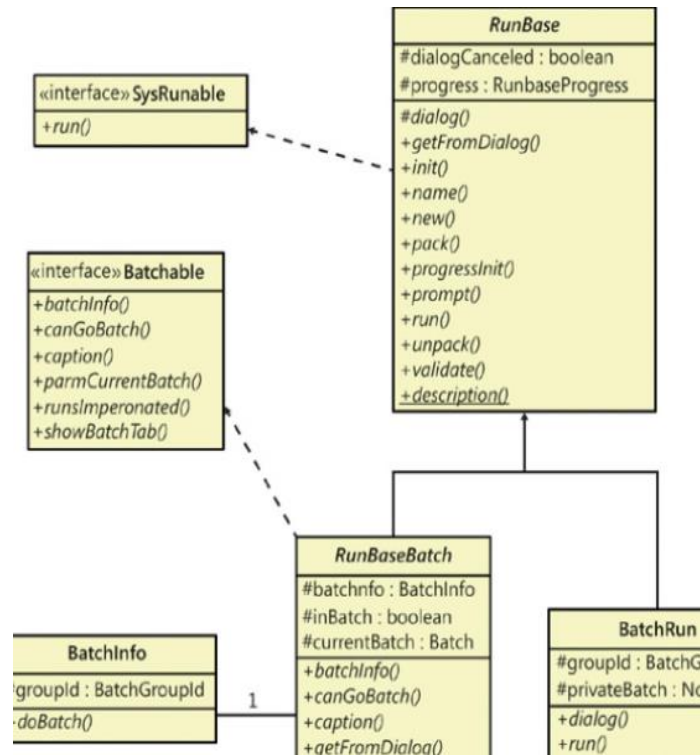 RunBase
#dialogCanceled : boolean
#progress : RunbaseProgress
#dialog()
+getFromDialog()
+init()
+name()
+new()
+pack()
+progressInit()
+prompt()
+run()
+unpack()
+validate()
+description()
«interface» SysRunable
+run()
«interface» Batchable
+batchInfo()
+canGoBatch()
+caption()
+parmCurrentBatch()
+runsImperonated()
+showBatchTab()
RunBaseBatch
#batchnfo : BatchInfo
#inBatch : boolean
#currentBatch : Batch
+batchInfo()
+canGoBatch()
+caption()
+getFromDialog()
BatchInfo
groupId : BatchGroupId
doBatch()
1
BatchRun
#groupId : BatchG
#privateBatch : No
+dialog()
+run()